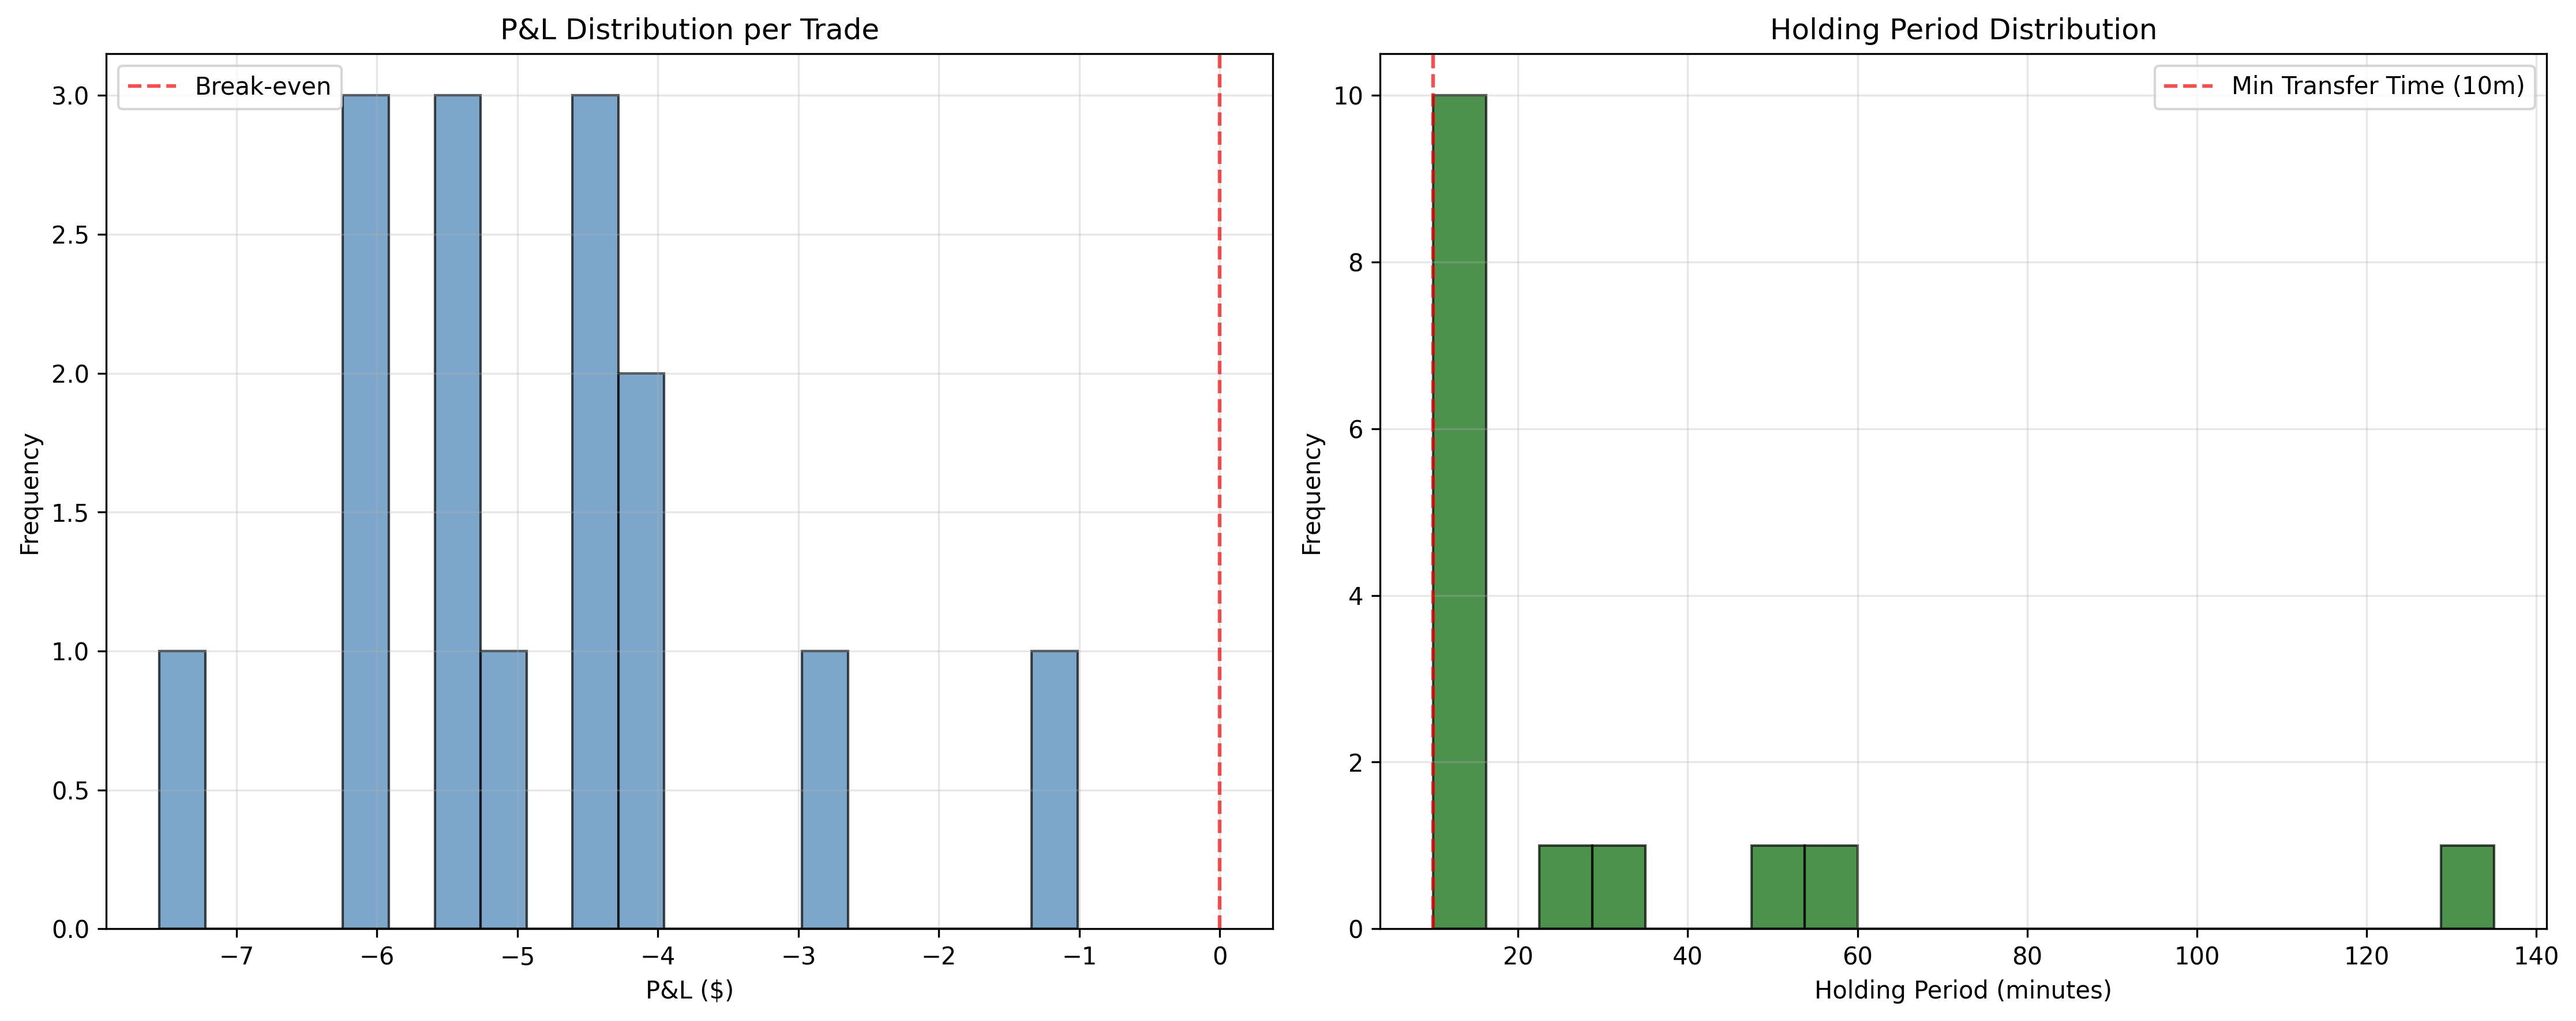 P&L Distribution per Trade
Break-even
3.0
2.5
2.0
1.5
1.0
0.5
0.0
Frequency
−7 −6 −5 −4 −3 −2 −1 0
P&L ($)
Holding Period Distribution
Min Transfer Time (10m)
10
8
6
4
2
0
Frequency
20 40 60 80 100 120 140
Holding Period (minutes)